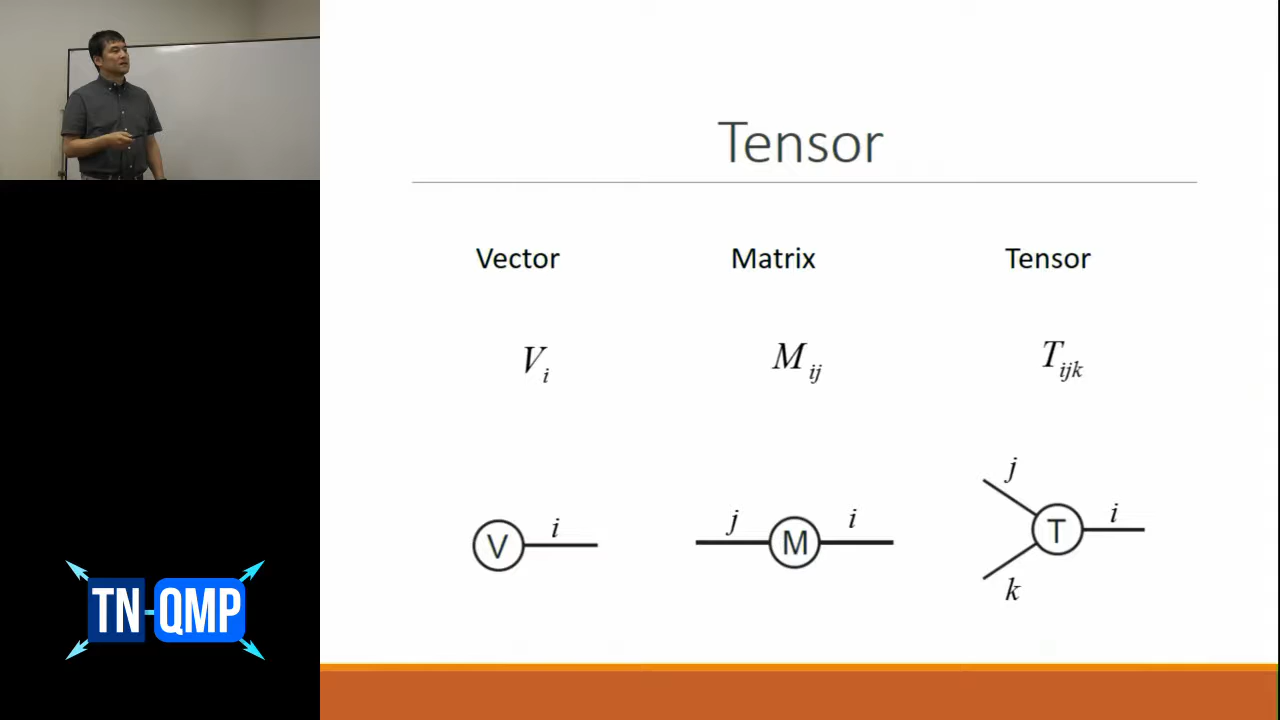 Tensor
Vector Matrix Tensor
V_i M_ij T_ijk
V i
j M i
j T i
k
TN-QMP